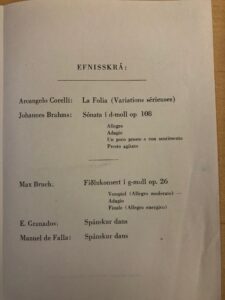 EFNISSKRÁ:
Arcangelo Corelli: La Folia (Variations sérieuses)
Johannes Brahms: Sónata í d-moll op 108
Allegro
Adagio
Un poco presto e con sentimento
Presto agitato
Max Bruch. Fiðlukonsert í g-moll op. 26
Vorspiel (Allegro moderato) —
Adagio
Finale (Allegro energico)
E. Granados. Spánskur dans
Manuel de Falla: Spánskur dans